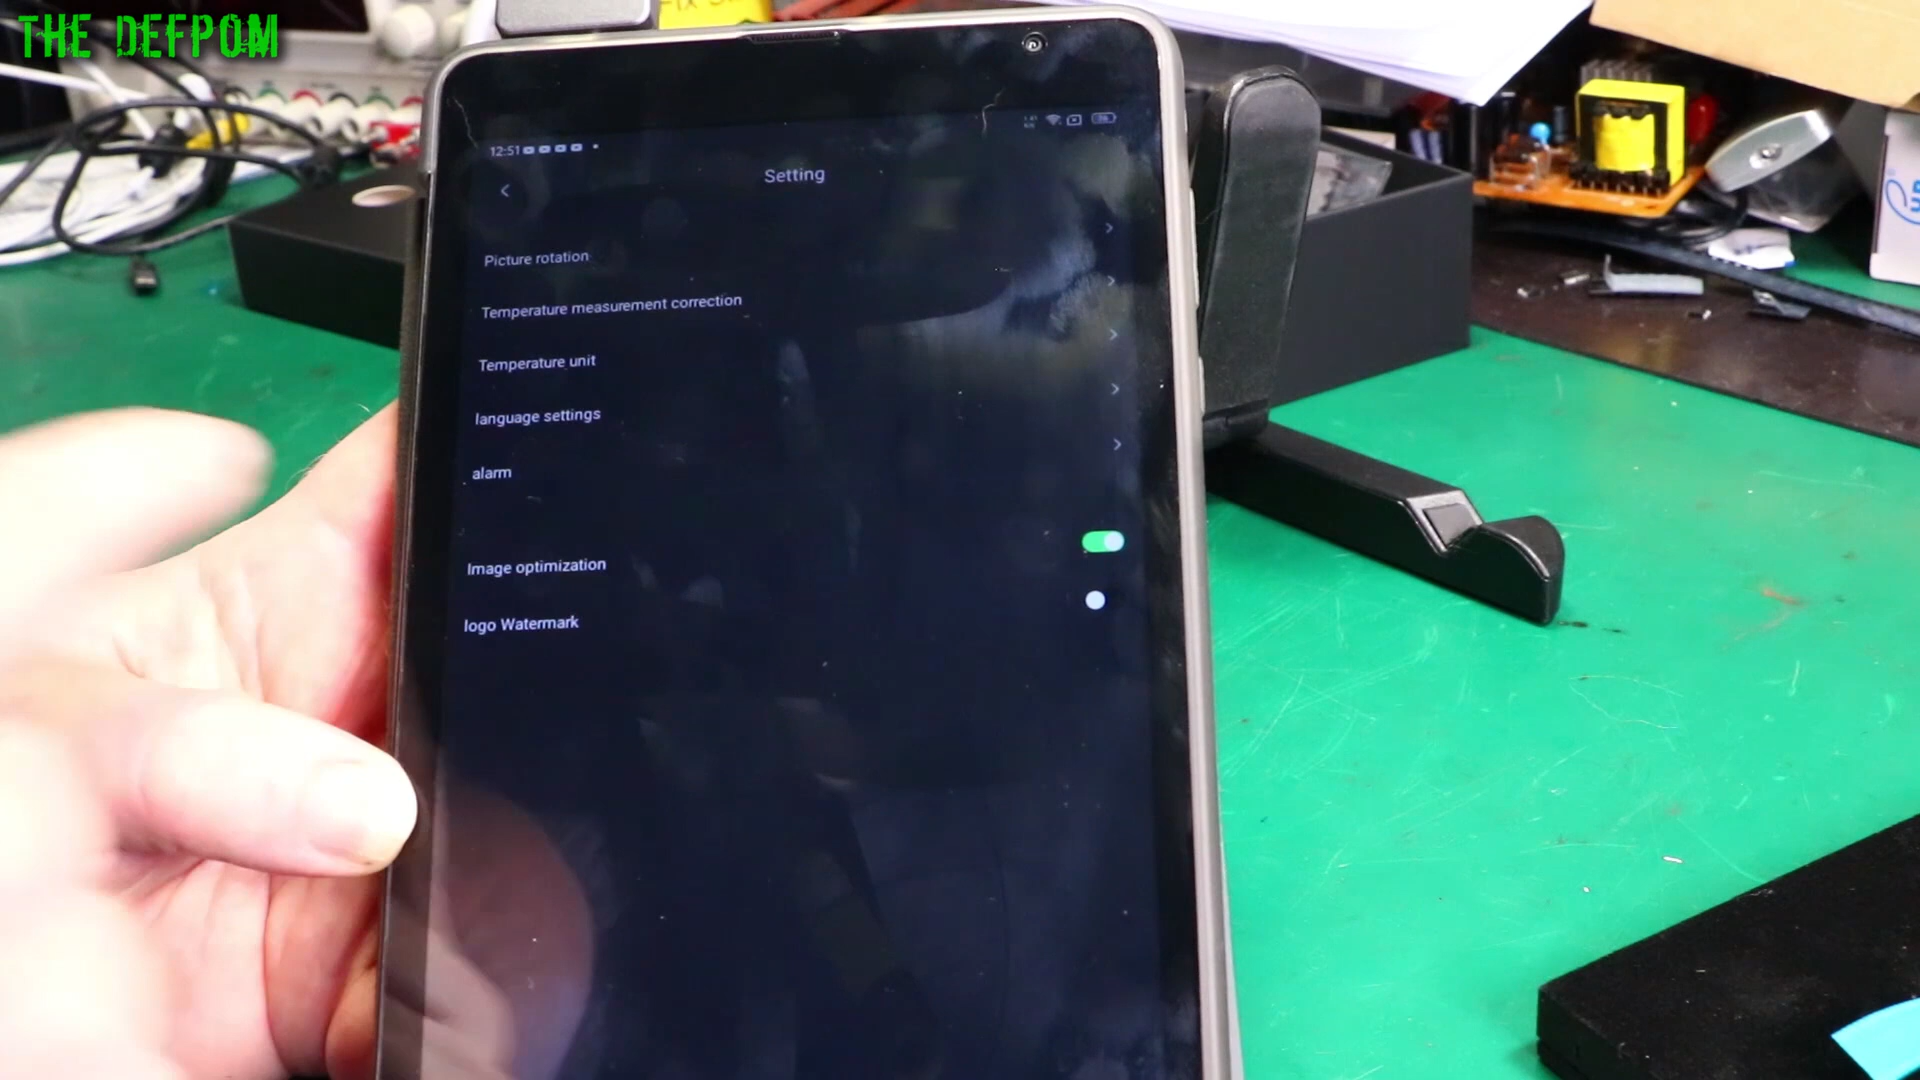 THE DEFPOM
12:51
Setting
Picture rotation
Temperature measurement correction
Temperature unit
language settings
alarm
Image optimization
logo Watermark